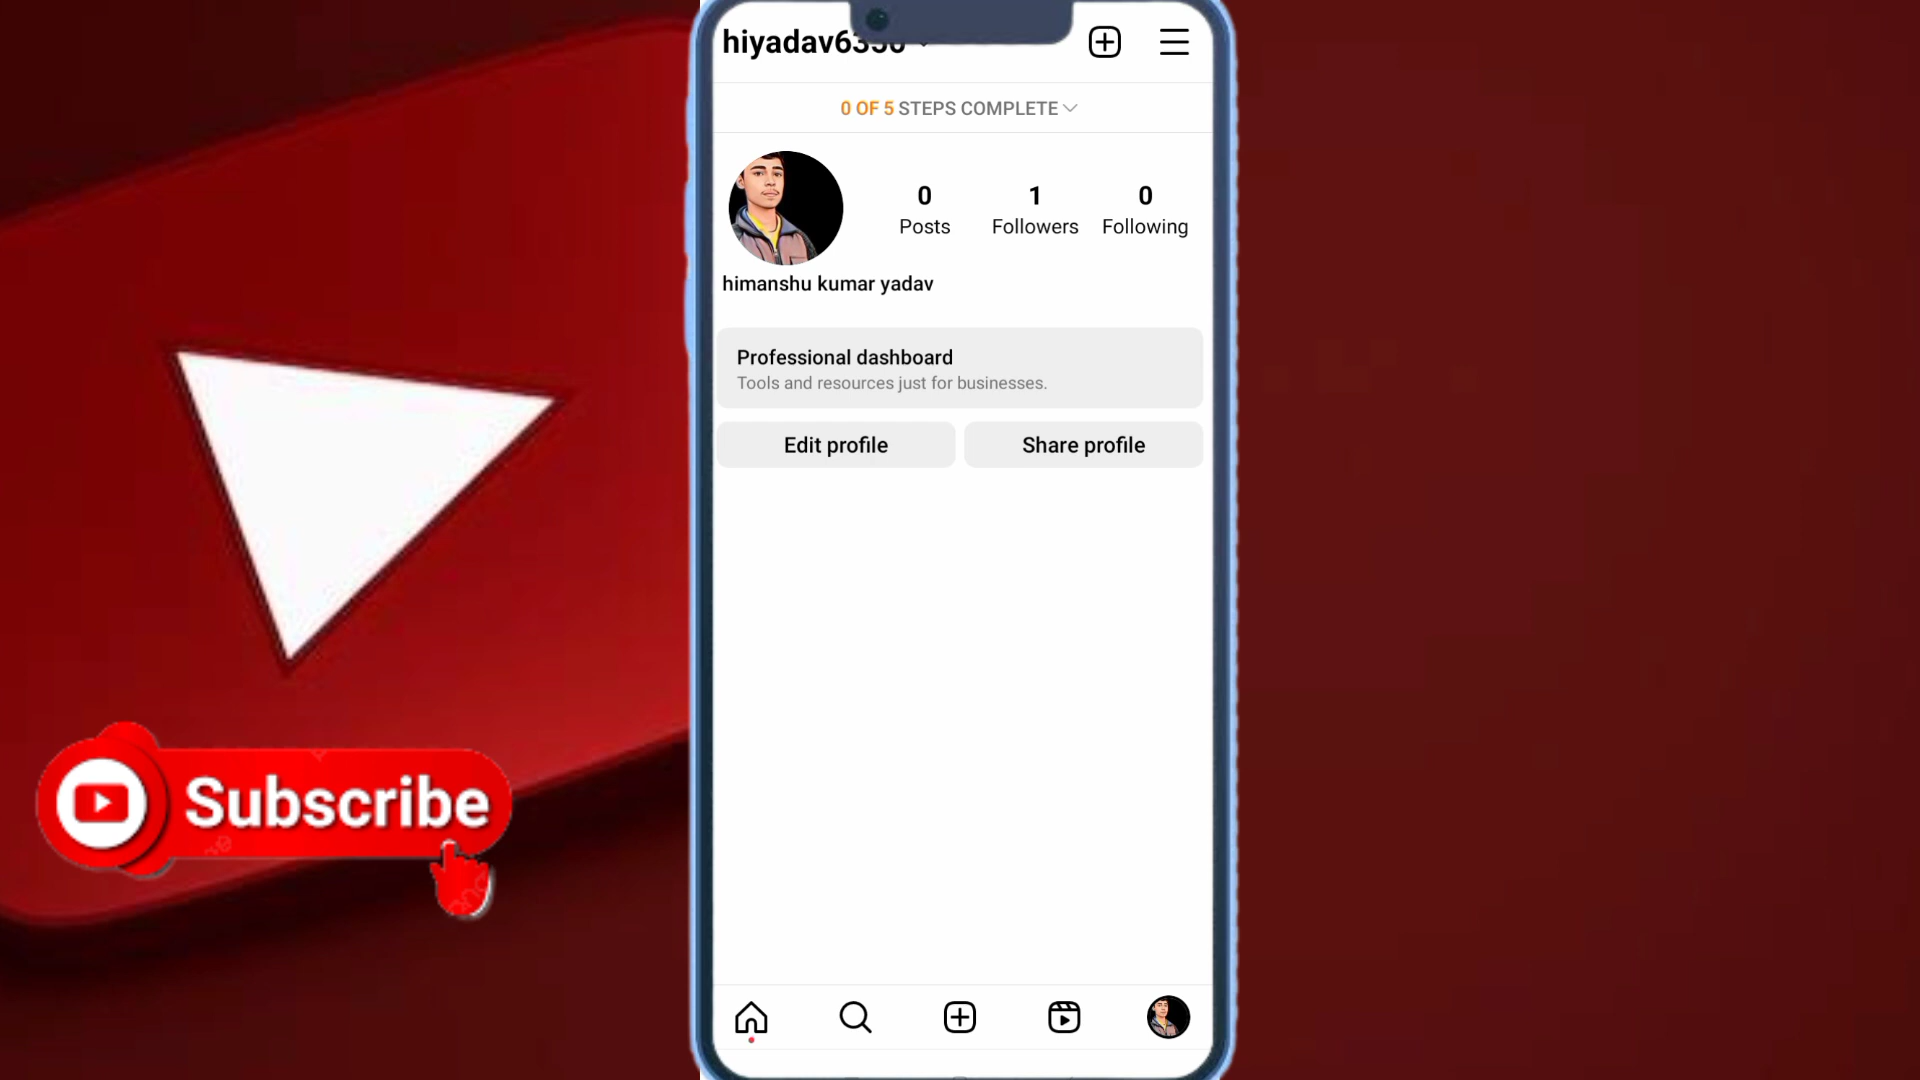 hiyadav6350
0 OF 5 STEPS COMPLETE
0 1 0
Posts Followers Following
himanshu kumar yadav
Professional dashboard
Tools and resources just for businesses.
Edit profile Share profile
Subscribe